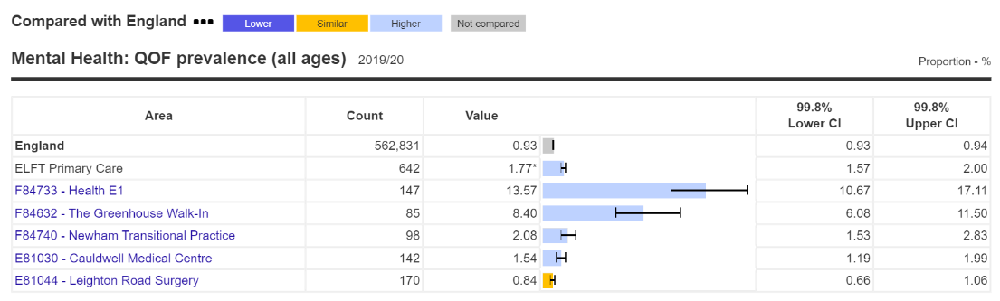 Compared with England ••• Lower Similar Higher Not compared
Mental Health: QOF prevalence (all ages) 2019/20 Proportion - %
Area Count Value 99.8% Lower CI 99.8% Upper CI
England 562,831 0.93 0.93 0.94
ELFT Primary Care 642 1.77* 1.57 2.00
F84733 - Health E1 147 13.57 10.67 17.11
F84632 - The Greenhouse Walk-In 85 8.40 6.08 11.50
F84740 - Newham Transitional Practice 98 2.08 1.53 2.83
E81030 - Cauldwell Medical Centre 142 1.54 1.19 1.99
E81044 - Leighton Road Surgery 170 0.84 0.66 1.06